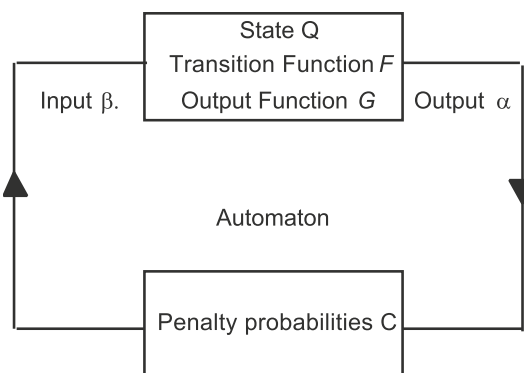 State Q
Transition Function F
Input β.
Output Function G
Output α
Automaton
Penalty probabilities C